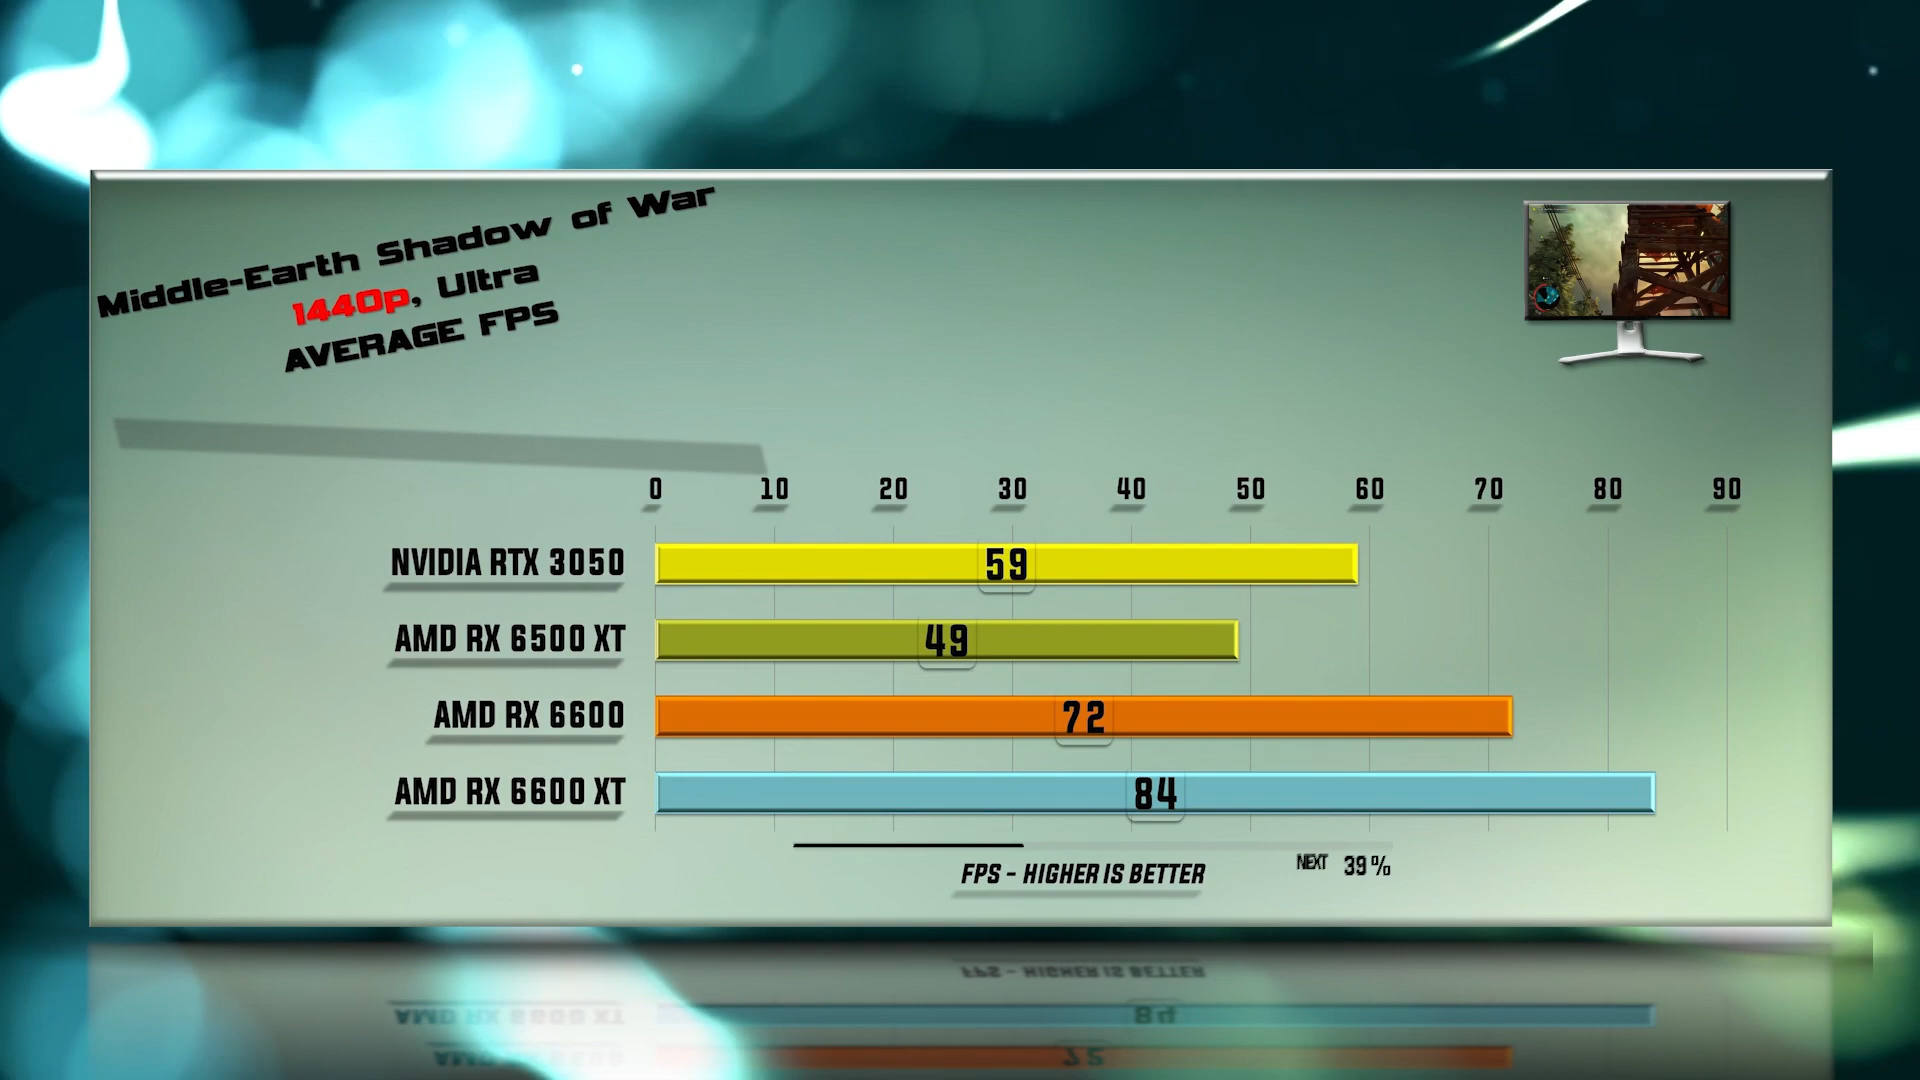 Middle-Earth Shadow of War
1440p, Ultra
AVERAGE FPS
0 10 20 30 40 50 60 70 80 90
NVIDIA RTX 3050 59
AMD RX 6500 XT 49
AMD RX 6600 72
AMD RX 6600 XT 84
FPS - HIGHER IS BETTER
NEXT 39%